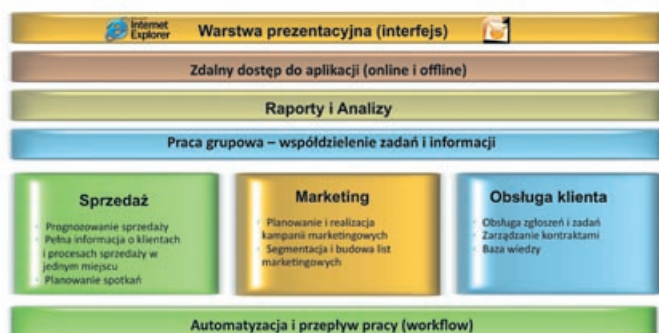 Internet
Explorer
Warstwa prezentacyjna (interfejs)
Zdalny dostęp do aplikacji (online i offline)
Raporty i Analizy
Praca grupowa – współdzielenie zadań i informacji
Sprzedaż
Prognozowanie sprzedaży
Pełna informacja o klientach
i procesach sprzedaży w
jednym miejscu
Planowanie spotkań
Marketing
Planowanie i realizacja
kampanii marketingowych
Segmentacja i budowa list
marketingowych
Obsługa klienta
Obsługa zgłoszeń i zadań
Zarządzanie kontraktami
Baza wiedzy
Automatyzacja i przepływ pracy (workflow)